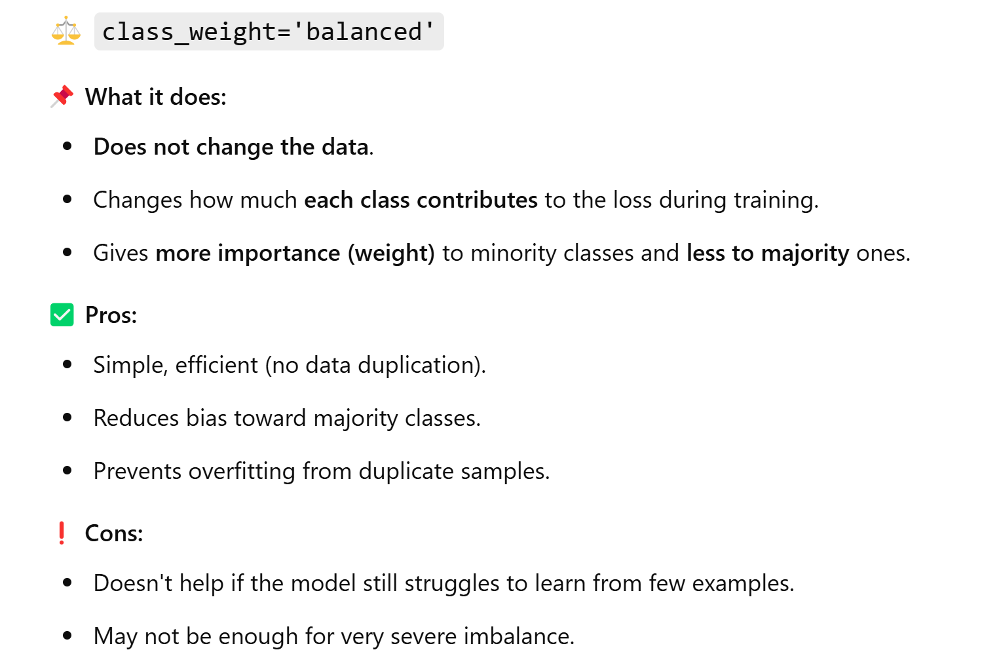 ⚖️ class_weight='balanced'
📌 What it does:
• Does not change the data.
• Changes how much each class contributes to the loss during training.
• Gives more importance (weight) to minority classes and less to majority ones.
✅ Pros:
• Simple, efficient (no data duplication).
• Reduces bias toward majority classes.
• Prevents overfitting from duplicate samples.
❗ Cons:
• Doesn't help if the model still struggles to learn from few examples.
• May not be enough for very severe imbalance.